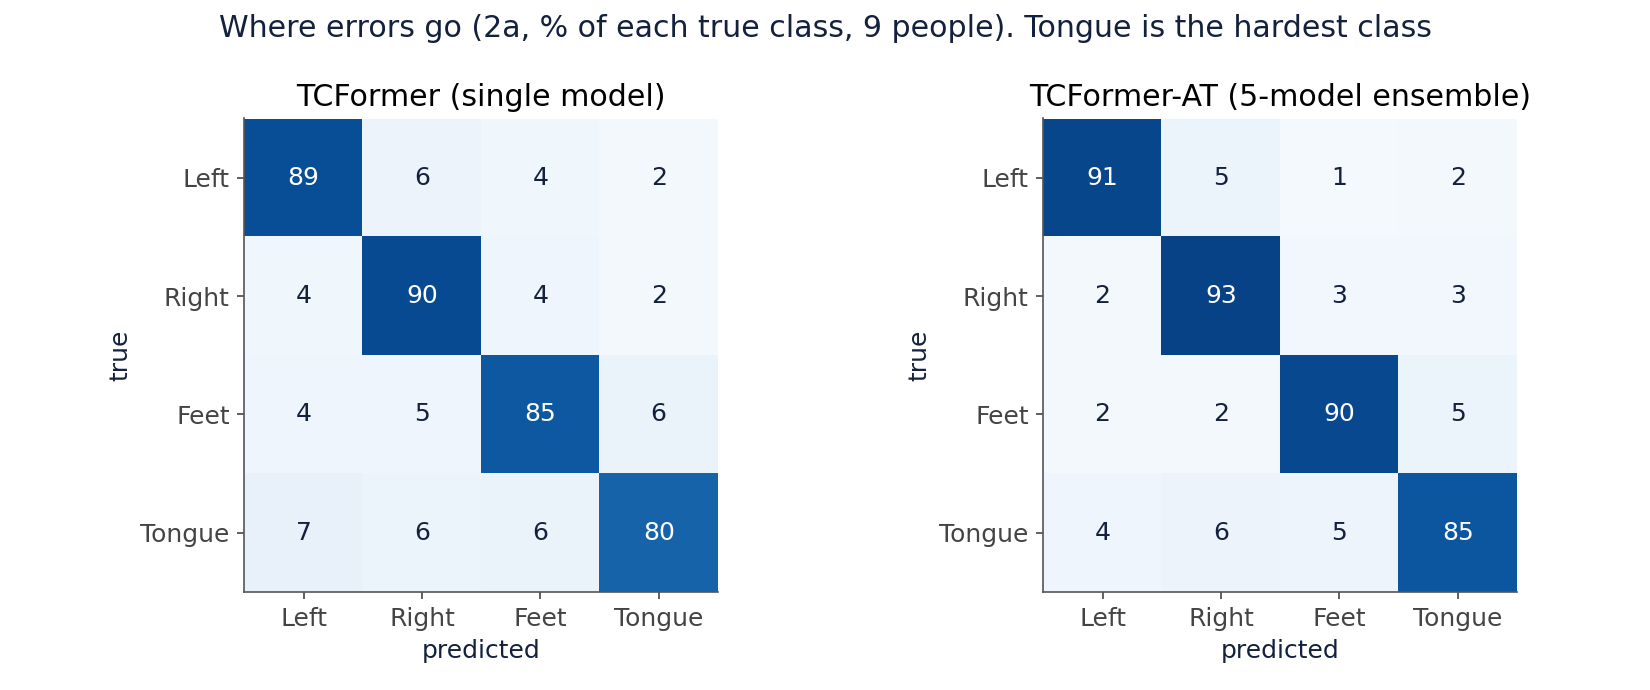 Where errors go (2a, % of each true class, 9 people). Tongue is the hardest class
TCFormer (single model)
Left 89 6 4 2
Right 4 90 4 2
Feet 4 5 85 6
Tongue 7 6 6 80
true
Left Right Feet Tongue
predicted
TCFormer-AT (5-model ensemble)
Left 91 5 1 2
Right 2 93 3 3
Feet 2 2 90 5
Tongue 4 6 5 85
true
Left Right Feet Tongue
predicted